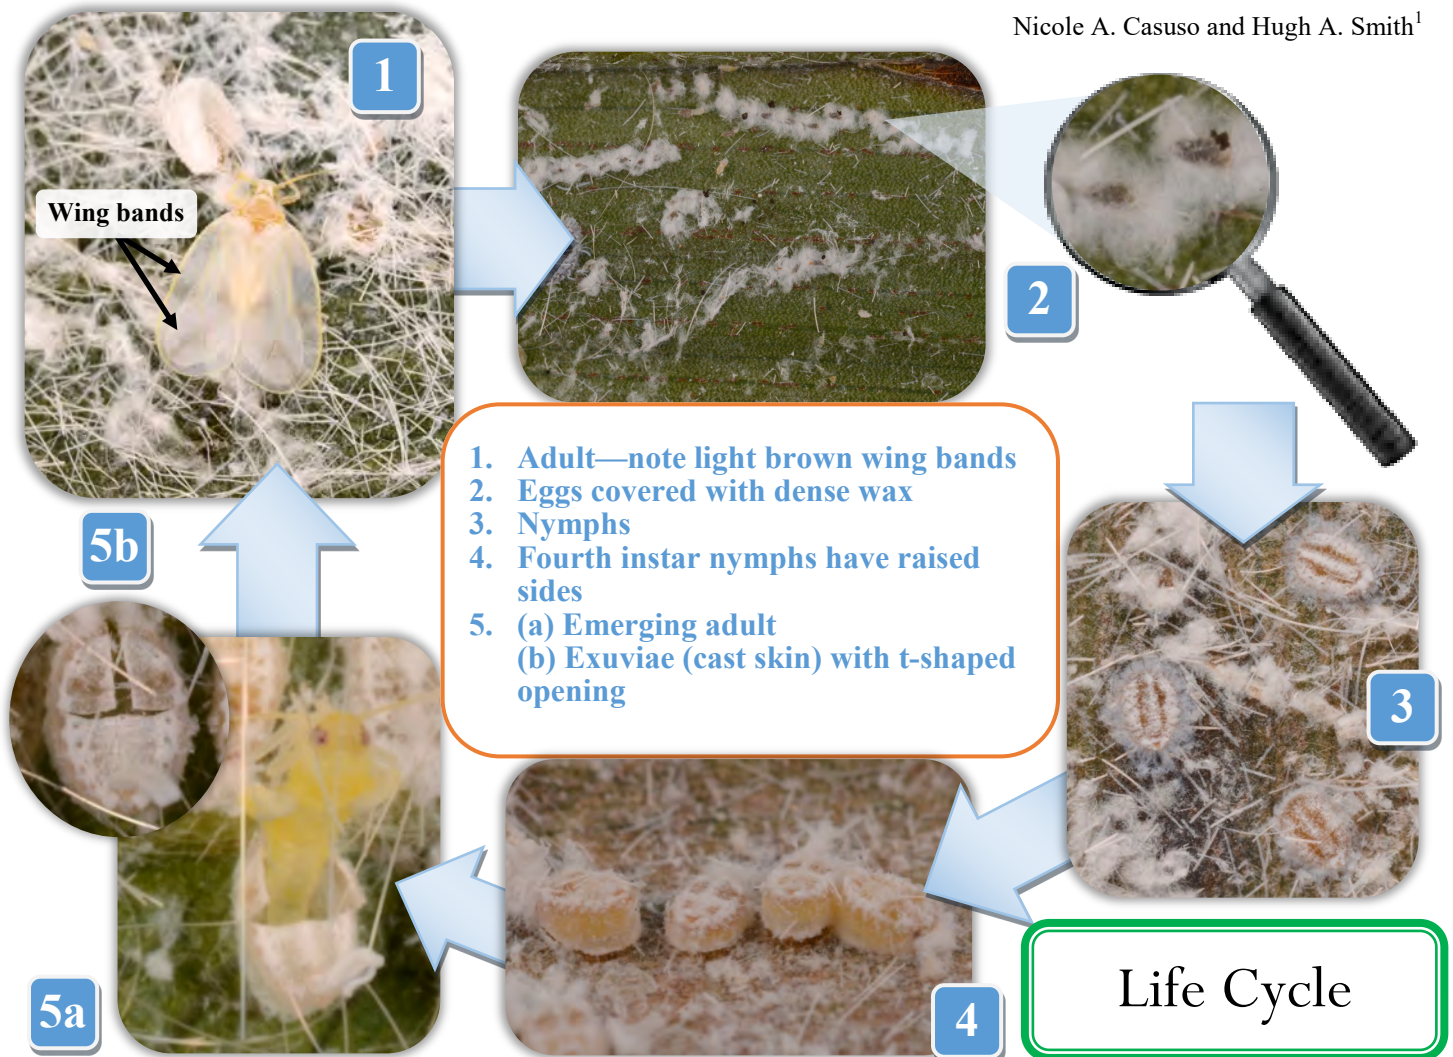 Nicole A. Casuso and Hugh A. Smith¹
1
Wing bands
2
1. Adult—note light brown wing bands
2. Eggs covered with dense wax
3. Nymphs
4. Fourth instar nymphs have raised
sides
5. (a) Emerging adult
(b) Exuviae (cast skin) with t-shaped
opening
5b
3
5a
4
Life Cycle